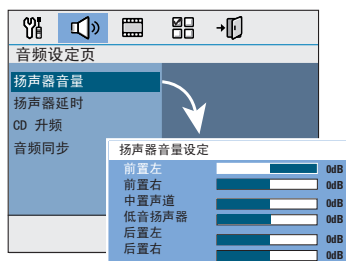 音频设定页
扬声器音量
扬声器延时
CD 升频
音频同步
扬声器音量设定
前置左 0dB
前置右 0dB
中置声道 0dB
低音扬声器 0dB
后置左 0dB
后置右 0dB